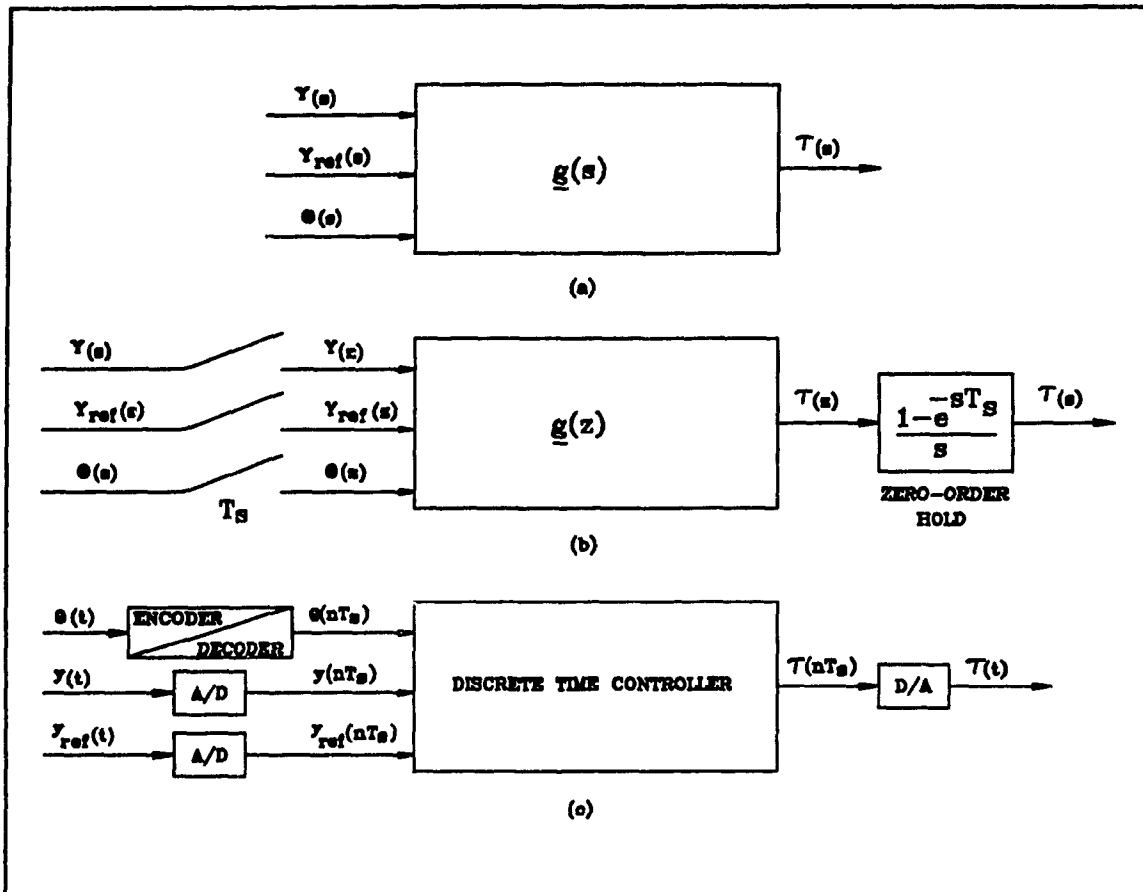 Y(s)
Y_ref(s)
Θ(s)
g(s)
τ(s)
(a)
Y(s)
Y(z)
Y_ref(s)
Y_ref(z)
Θ(s)
Θ(z)
T_s
g(z)
τ(z)
1-e^-sT_s
s
τ(s)
ZERO-ORDER
HOLD
(b)
θ(t)
ENCODER
DECODER
θ(nT_s)
y(t)
A/D
y(nT_s)
y_ref(t)
A/D
y_ref(nT_s)
DISCRETE TIME CONTROLLER
τ(nT_s)
D/A
τ(t)
(c)